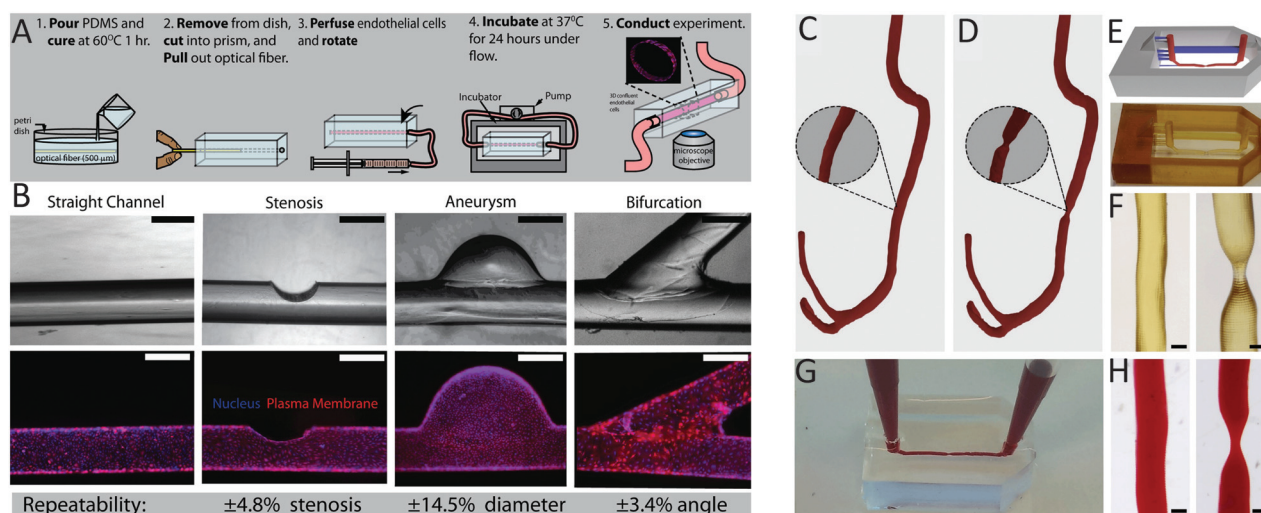 A
1. Pour PDMS and
cure at 60⁰C 1 hr.
2. Remove from dish,
cut into prism, and
Pull out optical fiber.
3. Perfuse endothelial cells
and rotate
4. Incubate at 37⁰C
for 24 hours under
flow.
5. Conduct experiment.
petri
dish
optical fiber (500 μm)
Incubator
Pump
3D confluent
endothelial
cells
microscope
objective
B
Straight Channel
Stenosis
Aneurysm
Bifurcation
Nucleus Plasma Membrane
Repeatability:
±4.8% stenosis
±14.5% diameter
±3.4% angle
C
D
E
F
G
H